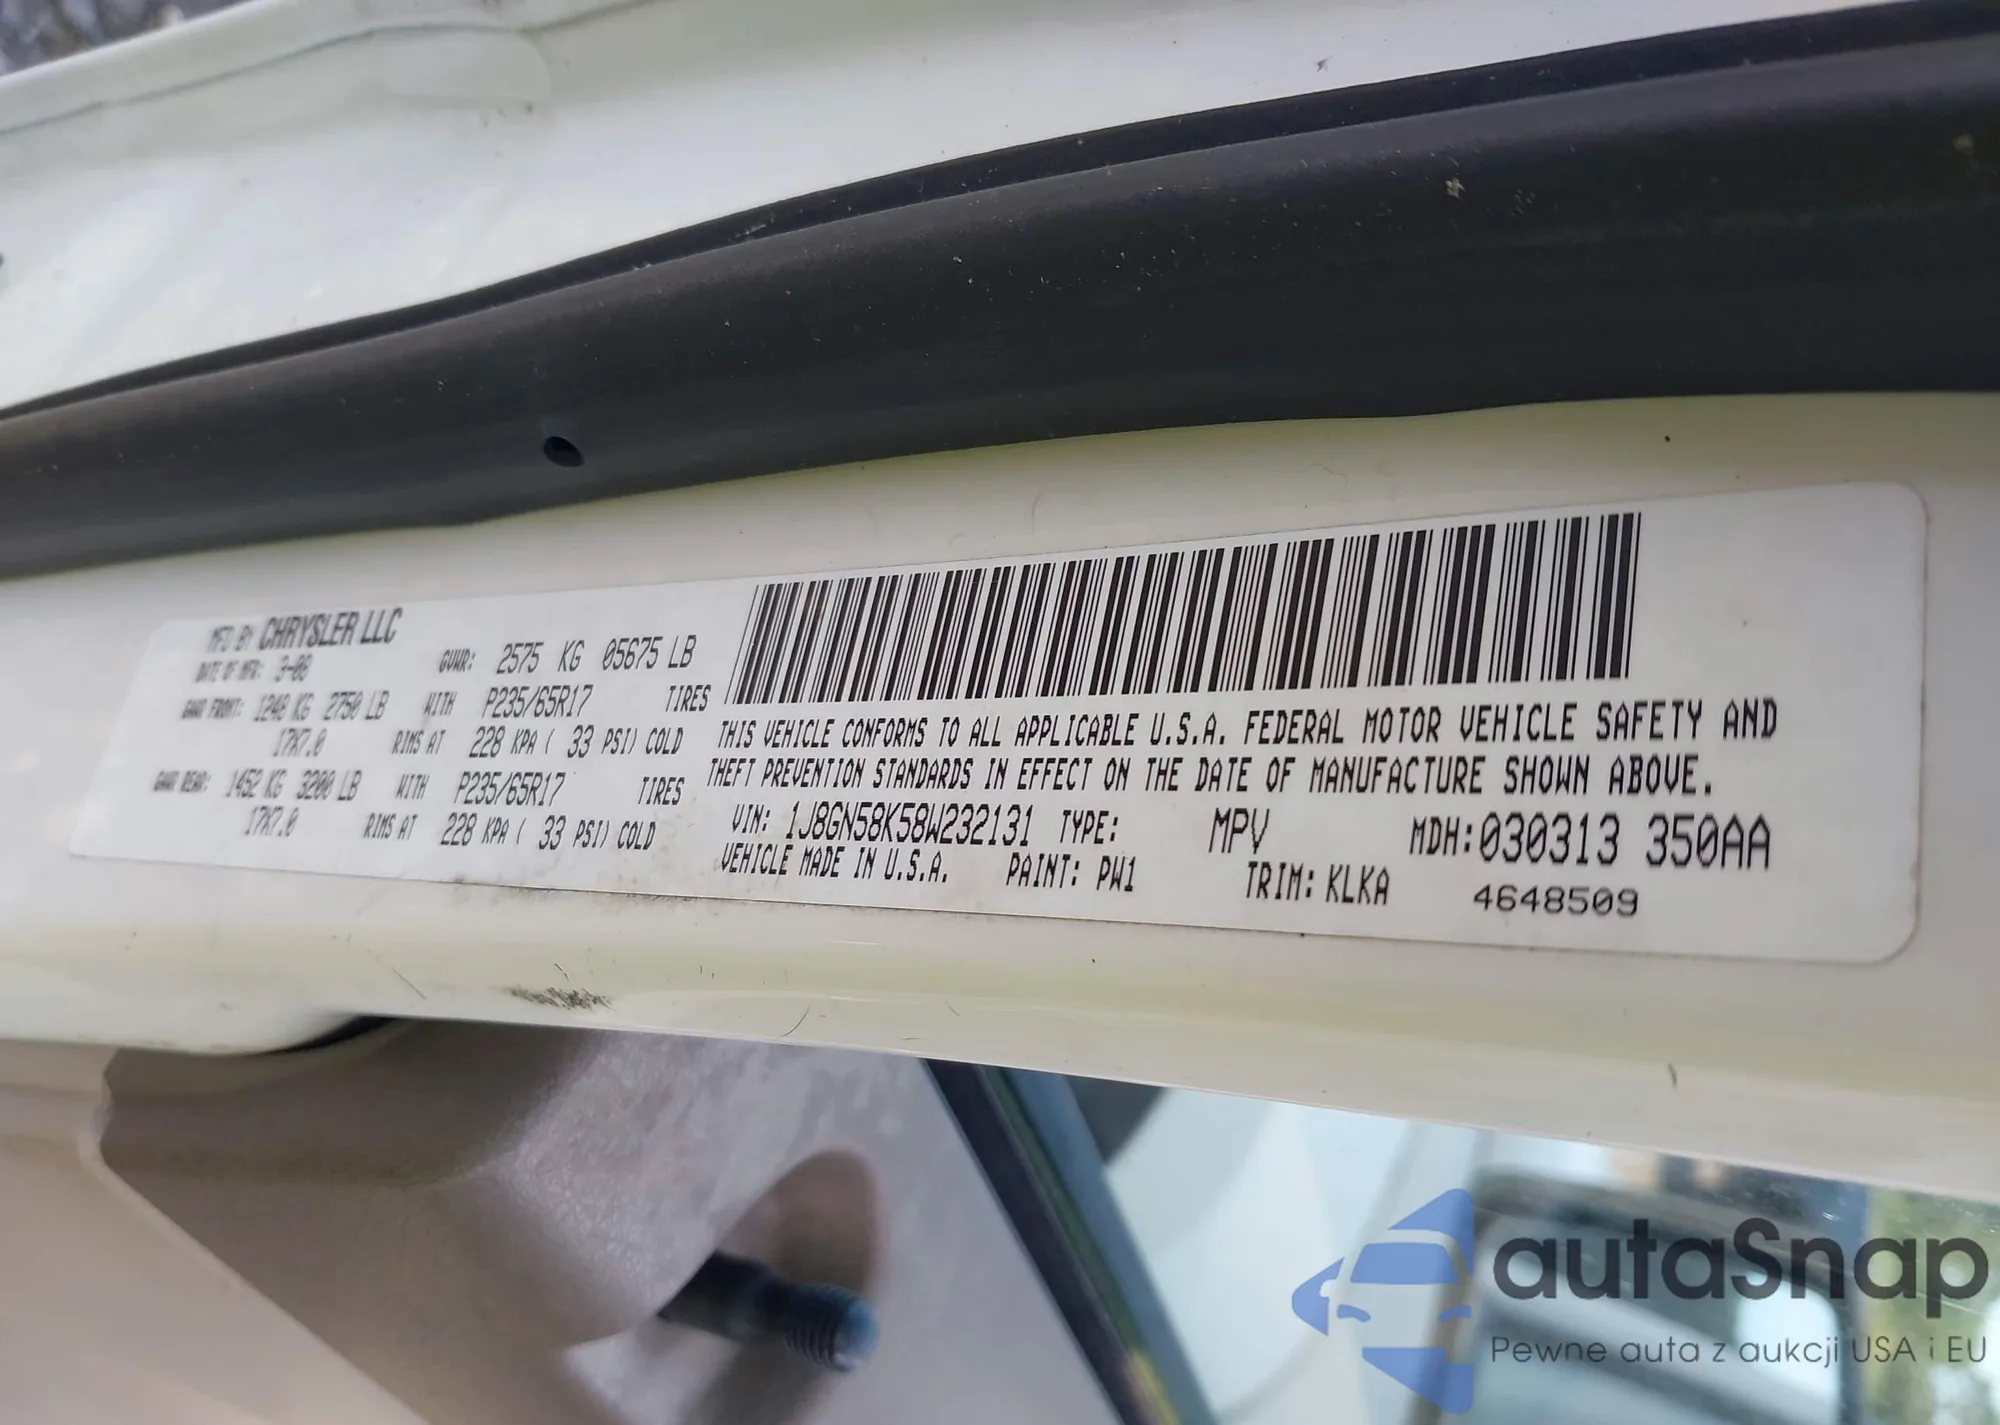 MFD BY CHRYSLER LLC
DATE OF MFR: 3-08 GVWR: 2575 KG 05675 LB
GAWR FRONT: 1248 KG 2750 LB WITH P235/65R17 TIRES
17X7.0 RIMS AT 228 KPA ( 33 PSI) COLD
GAWR REAR: 1452 KG 3200 LB WITH P235/65R17 TIRES
17X7.0 RIMS AT 228 KPA ( 33 PSI) COLD
THIS VEHICLE CONFORMS TO ALL APPLICABLE U.S.A. FEDERAL MOTOR VEHICLE SAFETY AND
THEFT PREVENTION STANDARDS IN EFFECT ON THE DATE OF MANUFACTURE SHOWN ABOVE.
VIN: 1J8GN58K58W232131 TYPE: MPV MDH:030313 350AA
VEHICLE MADE IN U.S.A. PAINT: PW1 TRIM: KLKA 4648509
autaSnap
Pewne auta z aukcji USA i EU